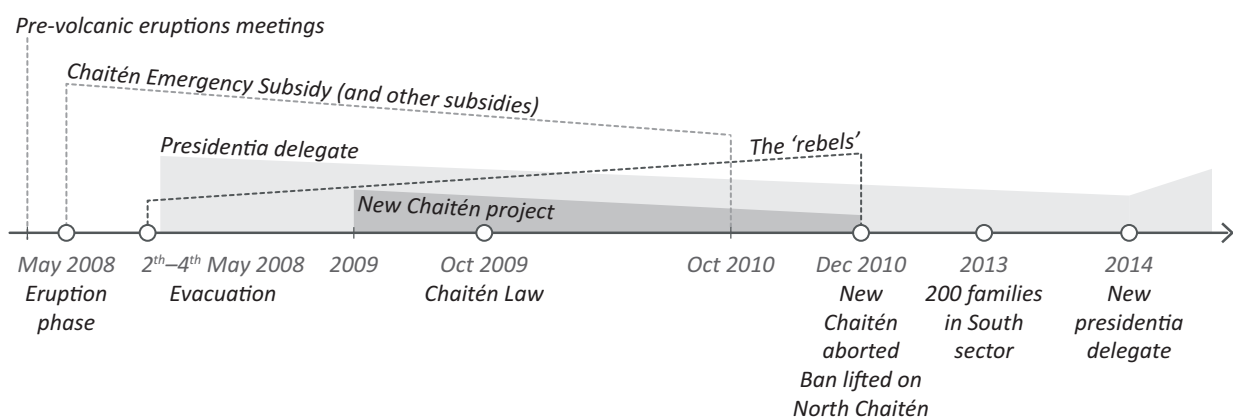 Pre-volcanic eruptions meetings
Chaitén Emergency Subsidy (and other subsidies)
Presidentia delegate
The ‘rebels’
New Chaitén project
May 2008
Eruption
phase
2th–4th May 2008
Evacuation
2009
Oct 2009
Chaitén Law
Oct 2010
Dec 2010
New
Chaitén
aborted
Ban lifted on
North Chaitén
2013
200 families
in South
sector
2014
New
presidentia
delegate